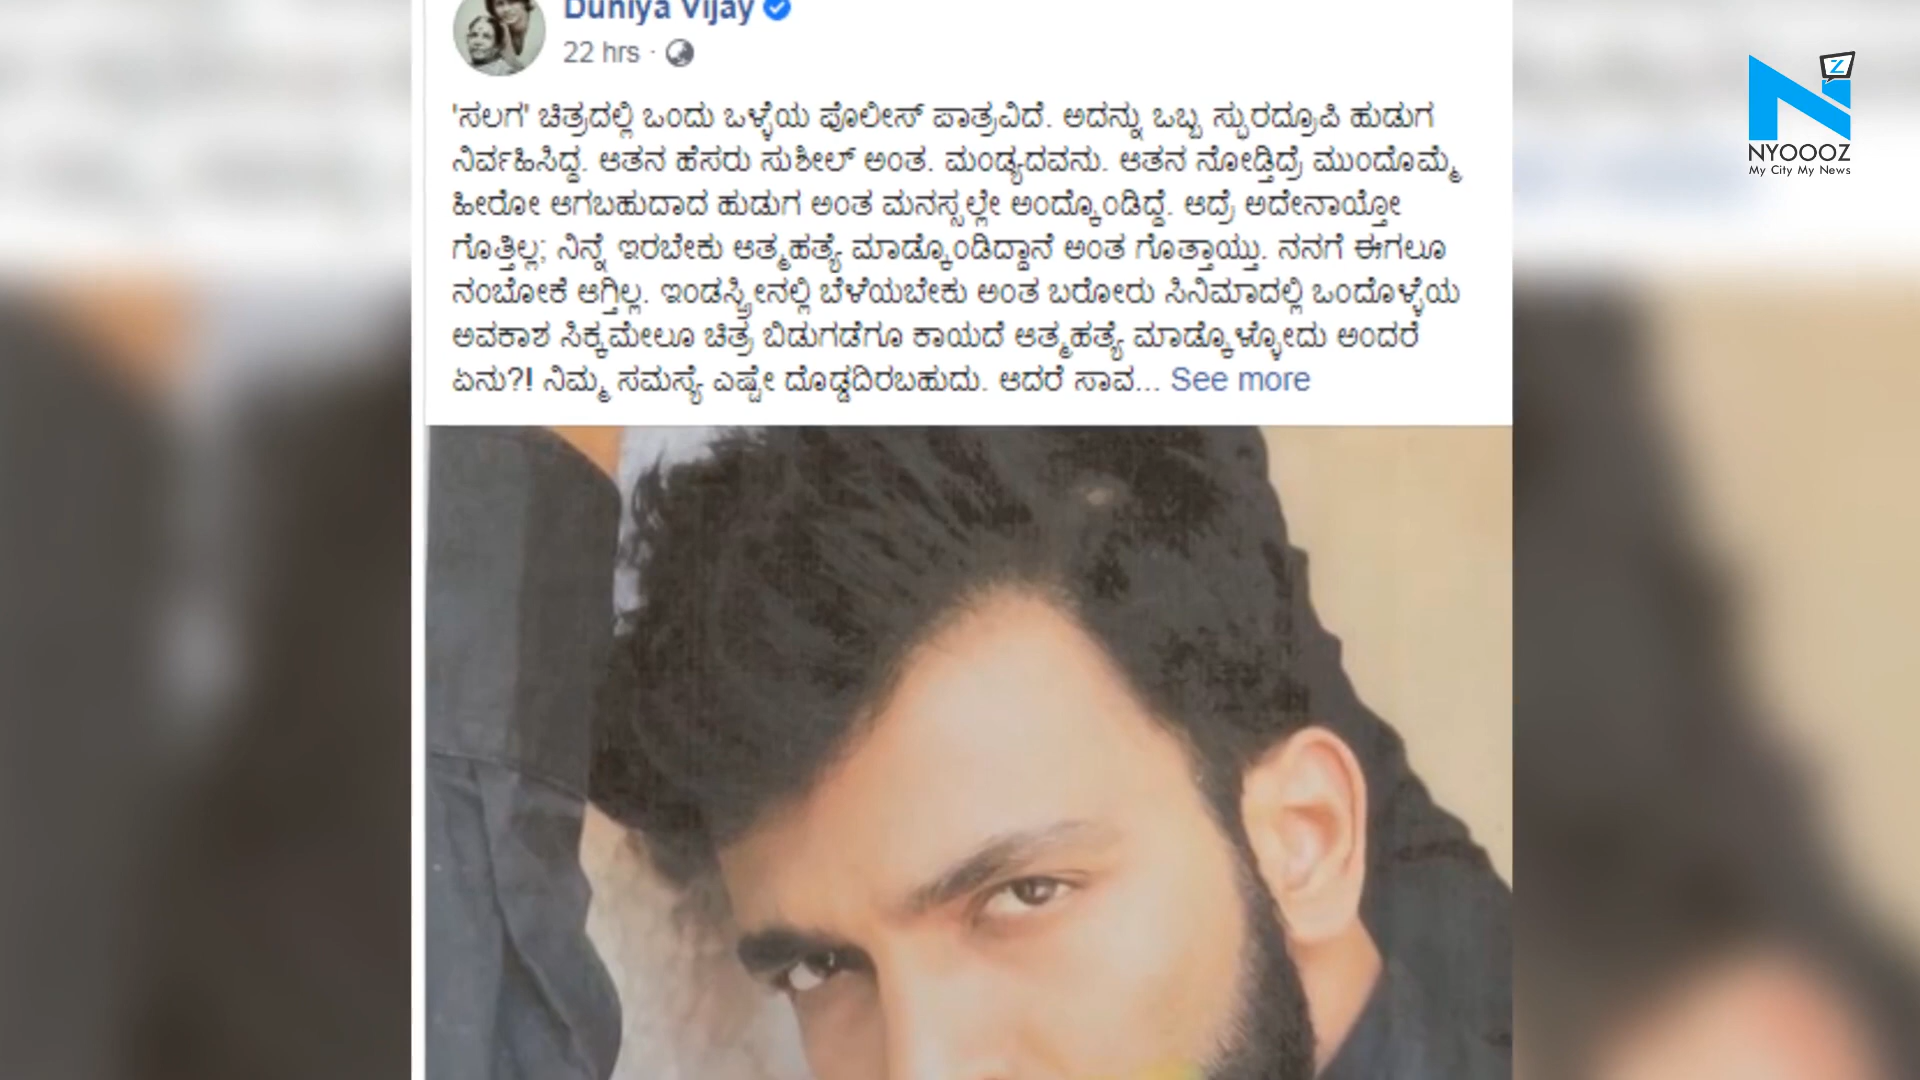 Duniya Vijay
22 hrs ·
'ಸಲಗ' ಚಿತ್ರದಲ್ಲಿ ಒಂದು ಒಳ್ಳೆಯ ಪೊಲೀಸ್ ಪಾತ್ರವಿದೆ. ಅದನ್ನು ಒಬ್ಬ ಸ್ಫುರದ್ರೂಪಿ ಹುಡುಗ
ನಿರ್ವಹಿಸಿದ್ದ. ಆತನ ಹೆಸರು ಸುಶೀಲ್ ಅಂತ. ಮಂಡ್ಯದವನು. ಆತನ ನೋಡ್ತಿದ್ರೆ ಮುಂದೊಮ್ಮೆ
ಹೀರೋ ಆಗಬಹುದಾದ ಹುಡುಗ ಅಂತ ಮನಸ್ಸಲ್ಲೇ ಅಂದ್ಕೊಂಡಿದ್ದೆ. ಆದ್ರೆ ಅದೇನಾಯ್ತೋ
ಗೊತ್ತಿಲ್ಲ; ನಿನ್ನೆ ಇರಬೇಕು ಆತ್ಮಹತ್ಯೆ ಮಾಡ್ಕೊಂಡಿದ್ದಾನೆ ಅಂತ ಗೊತ್ತಾಯ್ತು. ನನಗೆ ಈಗಲೂ
ನಂಬೋಕೆ ಆಗ್ತಿಲ್ಲ. ಇಂಡಸ್ಟ್ರೀನಲ್ಲಿ ಬೆಳೆಯಬೇಕು ಅಂತ ಬರೋರು ಸಿನಿಮಾದಲ್ಲಿ ಒಂದೊಳ್ಳೆಯ
ಅವಕಾಶ ಸಿಕ್ಕಮೇಲೂ ಚಿತ್ರ ಬಿಡುಗಡೆಗೂ ಕಾಯದೆ ಆತ್ಮಹತ್ಯೆ ಮಾಡ್ಕೊಳ್ಳೋದು ಅಂದರೆ
ಏನು?! ನಿಮ್ಮ ಸಮಸ್ಯೆ ಎಷ್ಟೇ ದೊಡ್ಡದಿರಬಹುದು. ಆದರೆ ಸಾವ... See more
Z
NYOOOZ
My City My News